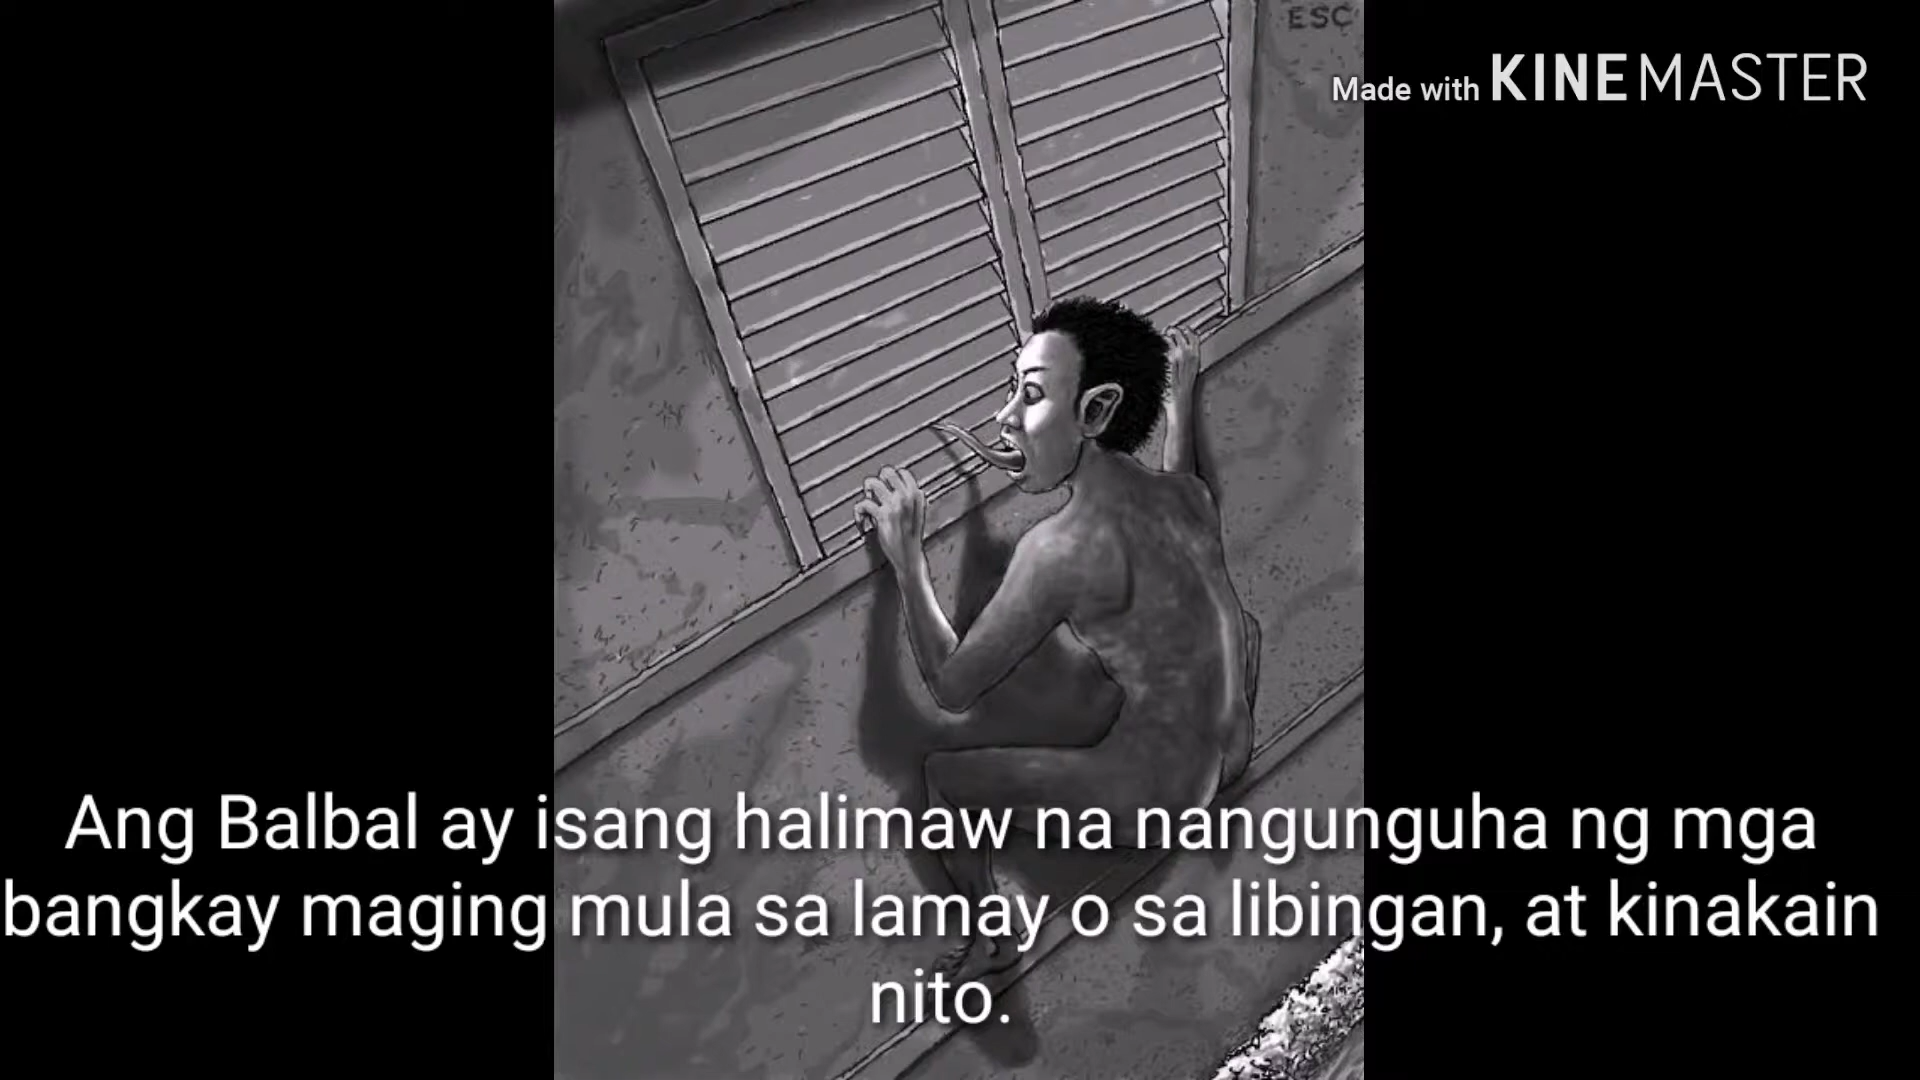 ESC
Made with KINEMASTER
Ang Balbal ay isang halimaw na nangunguha ng mga
bangkay maging mula sa lamay o sa libingan, at kinakain
nito.